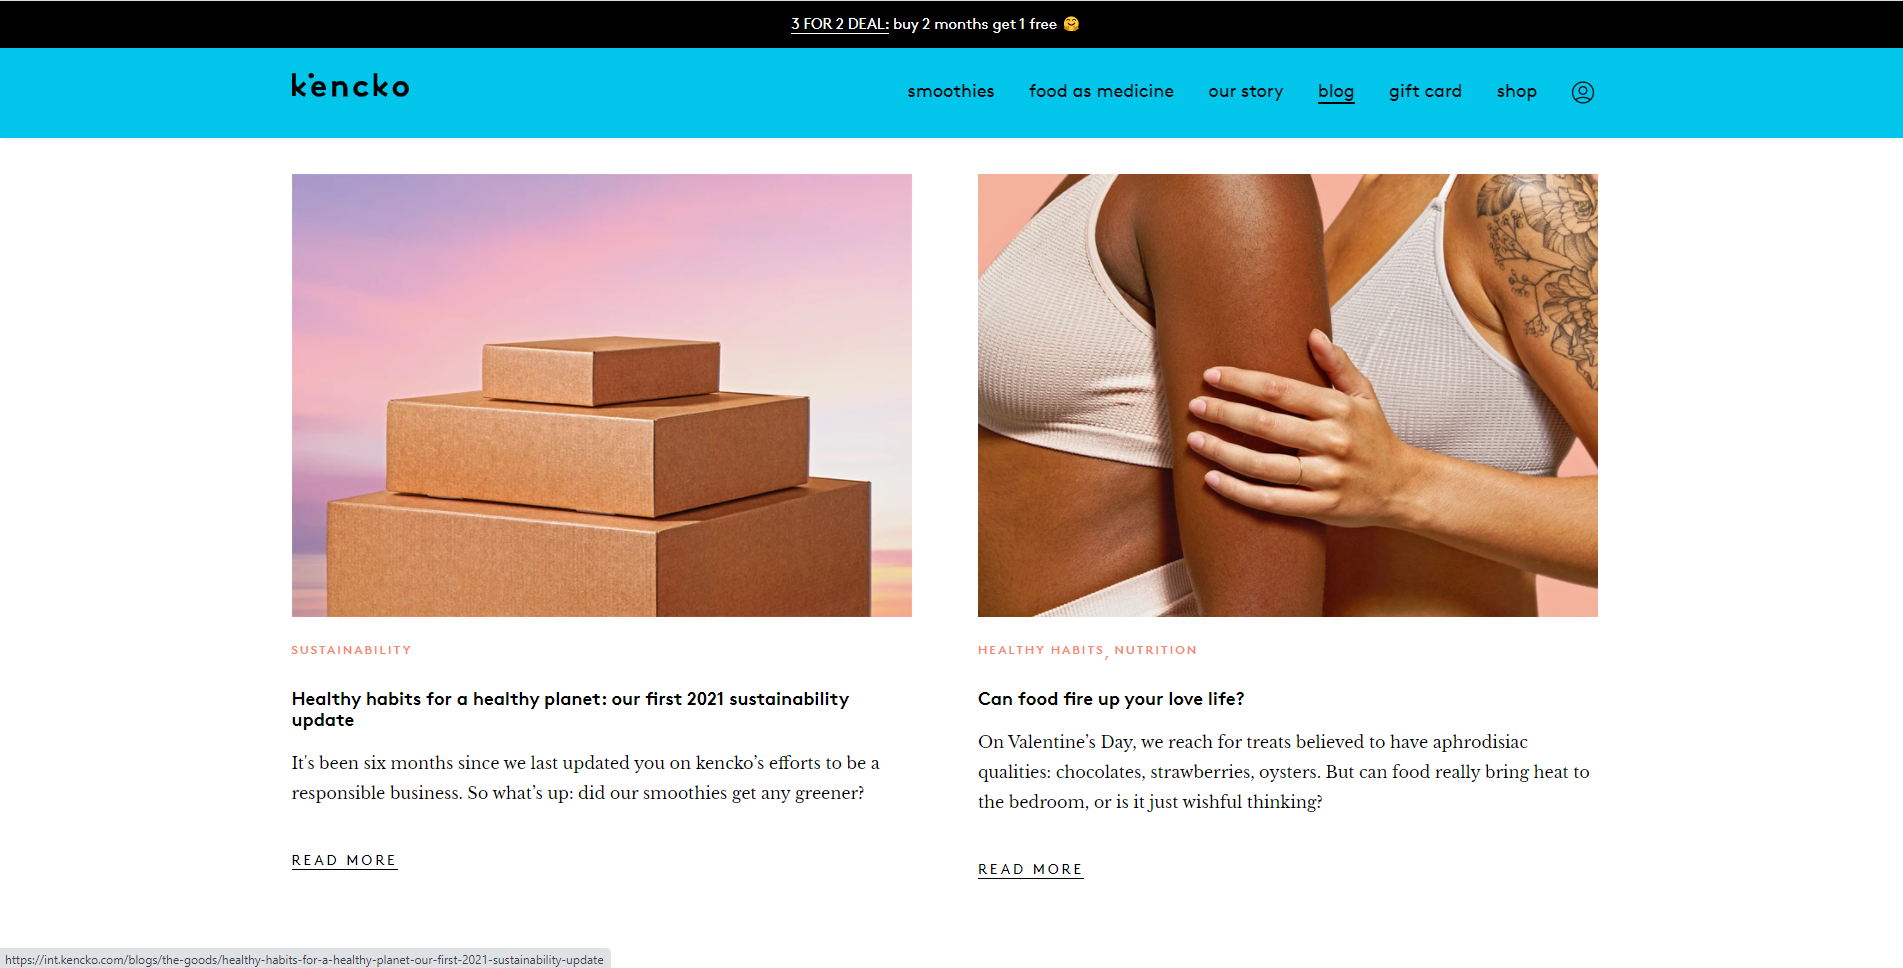 3 FOR 2 DEAL: buy 2 months get 1 free 🤗
kencko
smoothies food as medicine our story blog gift card shop
SUSTAINABILITY
Healthy habits for a healthy planet: our first 2021 sustainability
update
It's been six months since we last updated you on kencko’s efforts to be a
responsible business. So what’s up: did our smoothies get any greener?
READ MORE
HEALTHY HABITS, NUTRITION
Can food fire up your love life?
On Valentine’s Day, we reach for treats believed to have aphrodisiac
qualities: chocolates, strawberries, oysters. But can food really bring heat to
the bedroom, or is it just wishful thinking?
READ MORE
https://int.kencko.com/blogs/the-goods/healthy-habits-for-a-healthy-planet-our-first-2021-sustainability-update